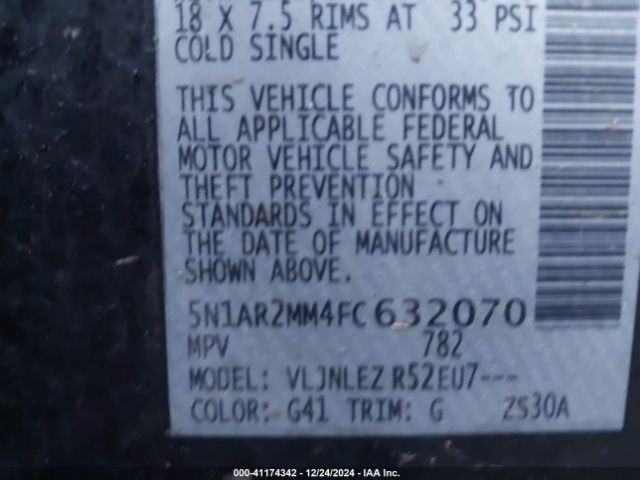 18 X 7.5 RIMS AT 33 PSI
COLD SINGLE
THIS VEHICLE CONFORMS TO
ALL APPLICABLE FEDERAL
MOTOR VEHICLE SAFETY AND
THEFT PREVENTION
STANDARDS IN EFFECT ON
THE DATE OF MANUFACTURE
SHOWN ABOVE.
5N1AR2MM4FC632070
MPV 782
MODEL: VLJNLEZ R52EU7---
COLOR: G41 TRIM: G ZS30A
000-41174342 - 12/24/2024 - IAA Inc.